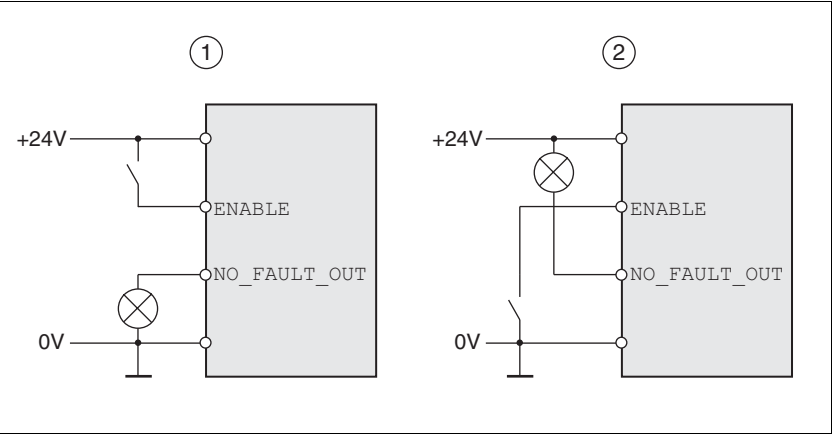 1
+24V
ENABLE
NO_FAULT_OUT
0V
2
+24V
ENABLE
NO_FAULT_OUT
0V